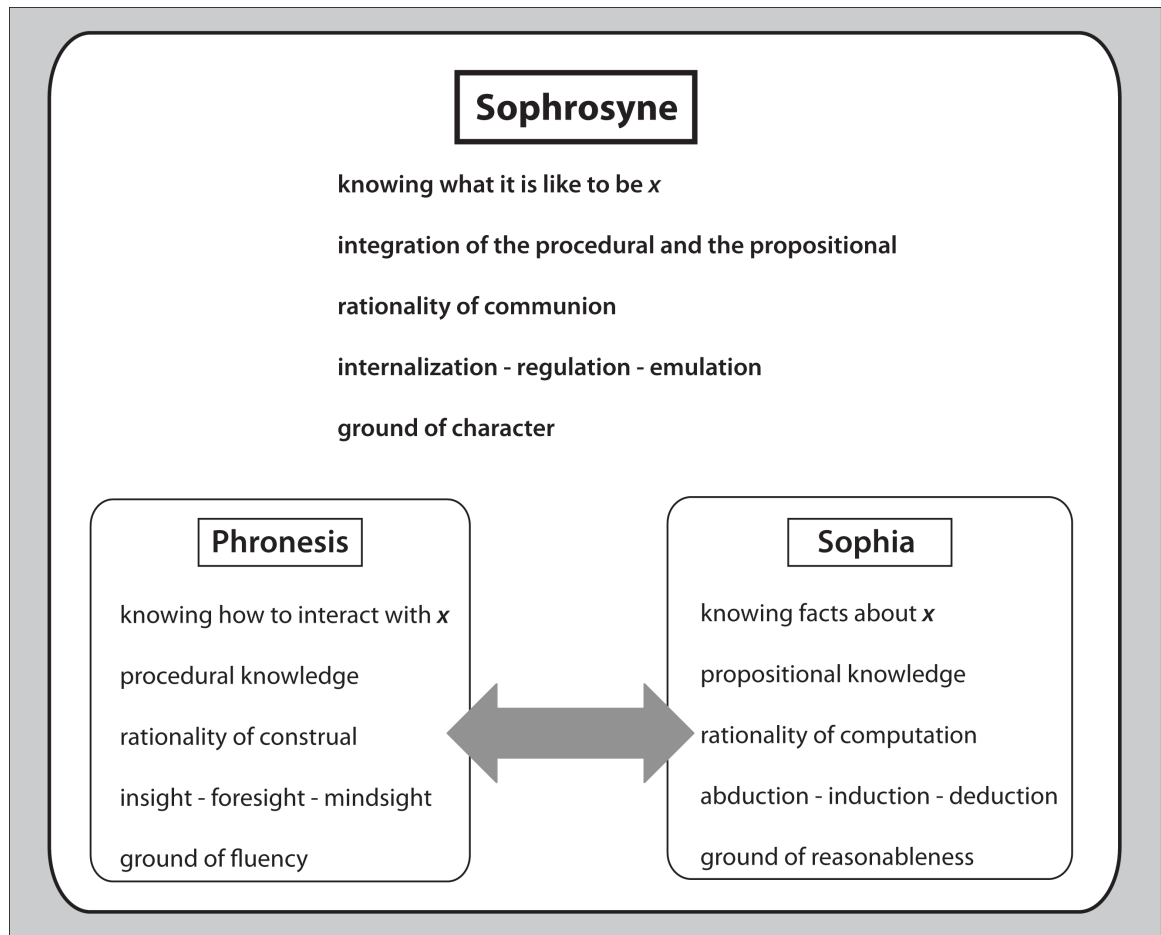 Sophrosyne
knowing what it is like to be x
integration of the procedural and the propositional
rationality of communion
internalization - regulation - emulation
ground of character
Phronesis
knowing how to interact with x
procedural knowledge
rationality of construal
insight - foresight - mindsight
ground of fluency
Sophia
knowing facts about x
propositional knowledge
rationality of computation
abduction - induction - deduction
ground of reasonableness